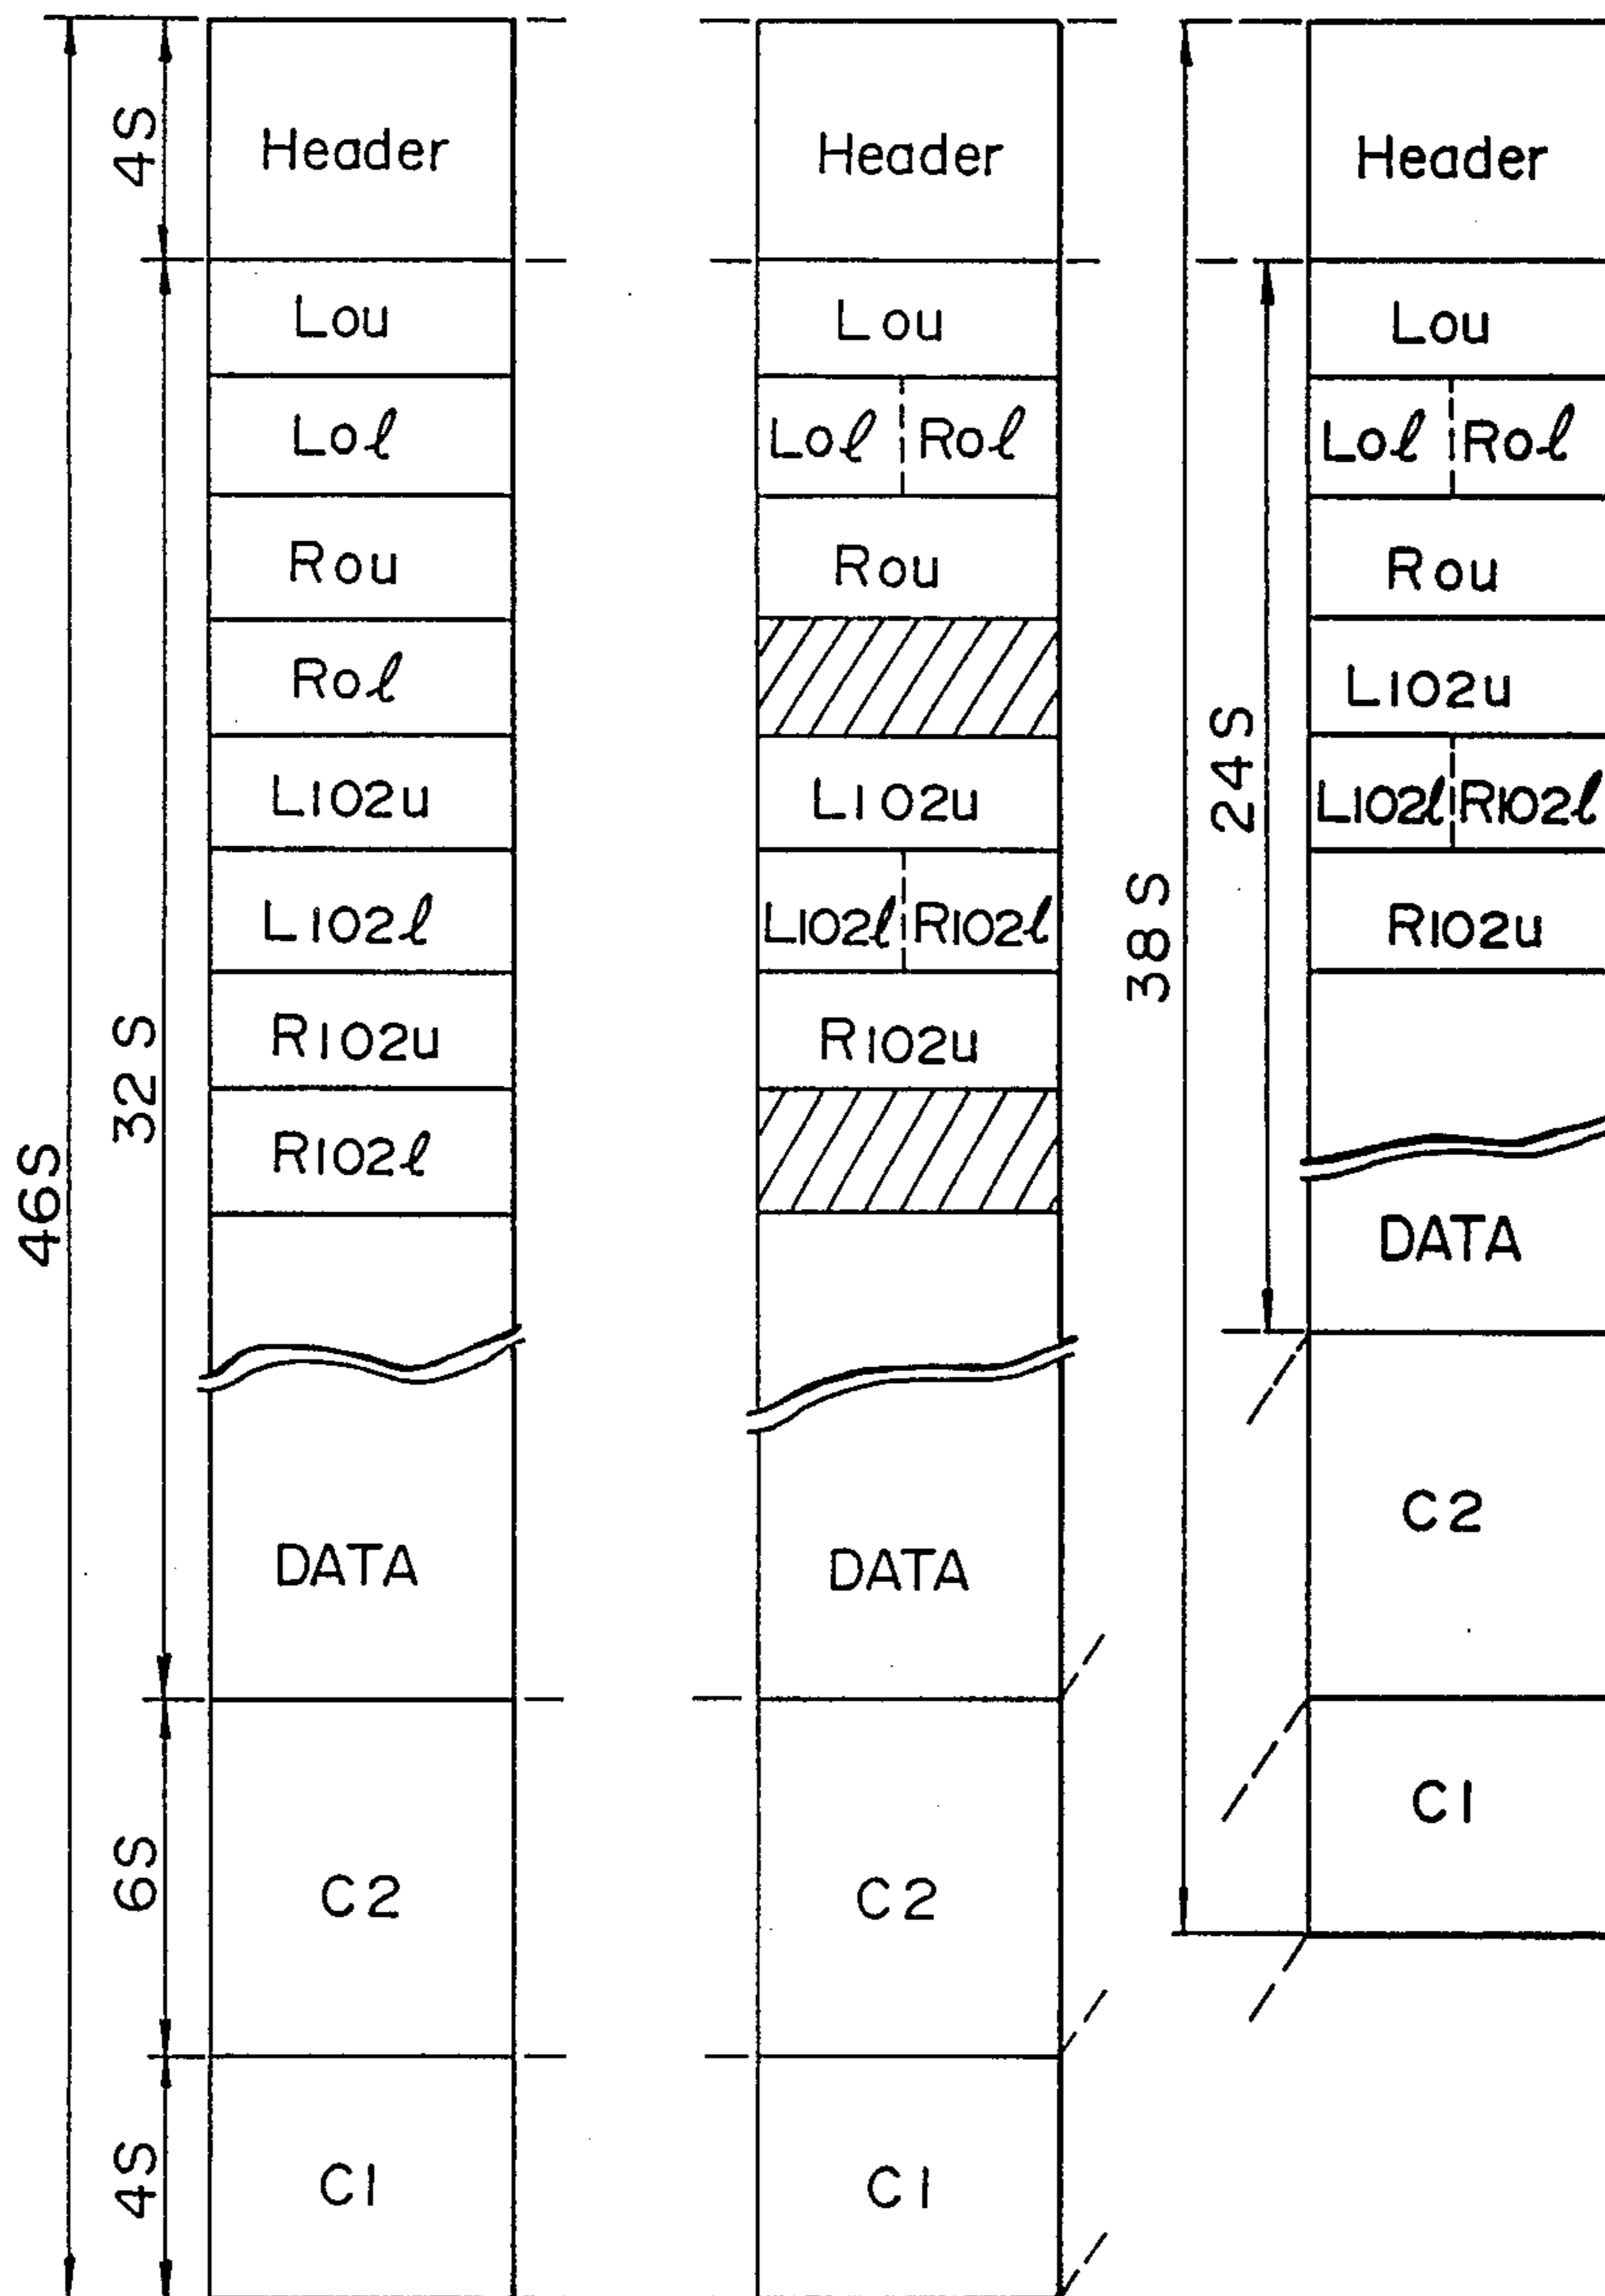 46S
4S
32S
6S
4S
Header
Lou
Loℓ
Rou
Roℓ
L102u
L102ℓ
R102u
R102ℓ
DATA
C2
C1
Header
Lou
Loℓ Roℓ
Rou
L102u
L102ℓ R102ℓ
R102u
DATA
C2
C1
38S
24S
Header
Lou
Loℓ Roℓ
Rou
L102u
L102ℓ R102ℓ
R102u
DATA
C2
C1